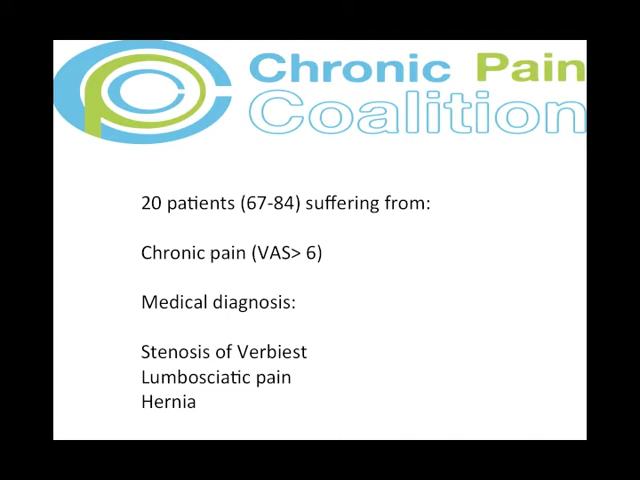 Chronic Pain
Coalition
20 patients (67-84) suffering from:
Chronic pain (VAS> 6)
Medical diagnosis:
Stenosis of Verbiest
Lumbosciatic pain
Hernia